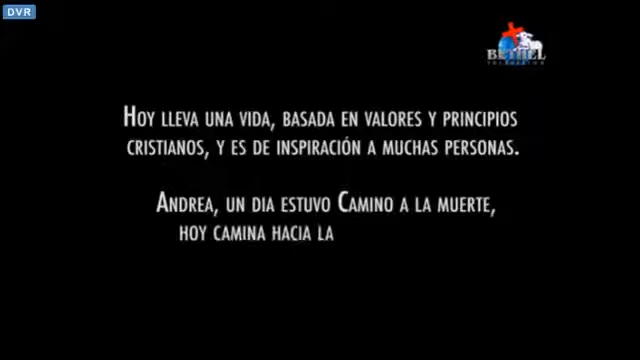 DVR
BETHEL
TELEVISION
HOY LLEVA UNA VIDA, BASADA EN VALORES Y PRINCIPIOS
CRISTIANOS, Y ES DE INSPIRACIÓN A MUCHAS PERSONAS.
ANDREA, UN DIA ESTUVO CAMINO A LA MUERTE,
HOY CAMINA HACIA LA